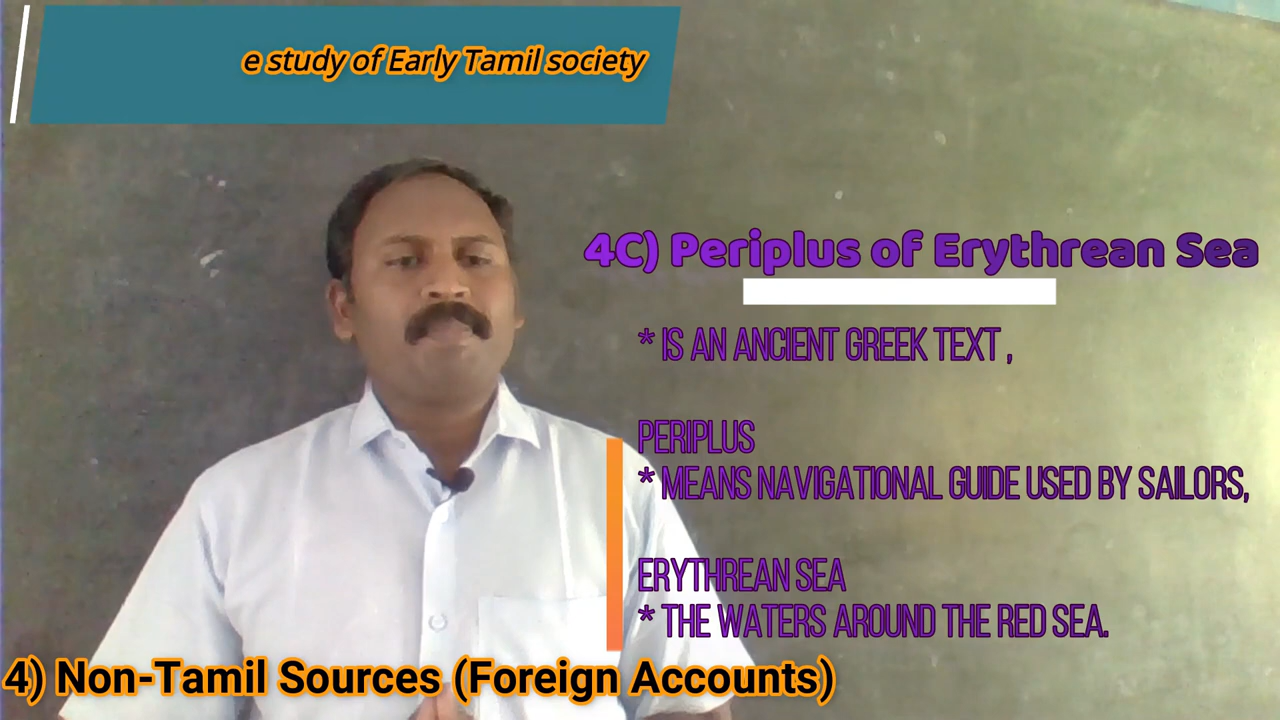 e study of Early Tamil society
4C) Periplus of Erythrean Sea
* IS AN ANCIENT GREEK TEXT ,
PERIPLUS
* MEANS NAVIGATIONAL GUIDE USED BY SAILORS,
ERYTHREAN SEA
* THE WATERS AROUND THE RED SEA.
4) Non-Tamil Sources (Foreign Accounts)